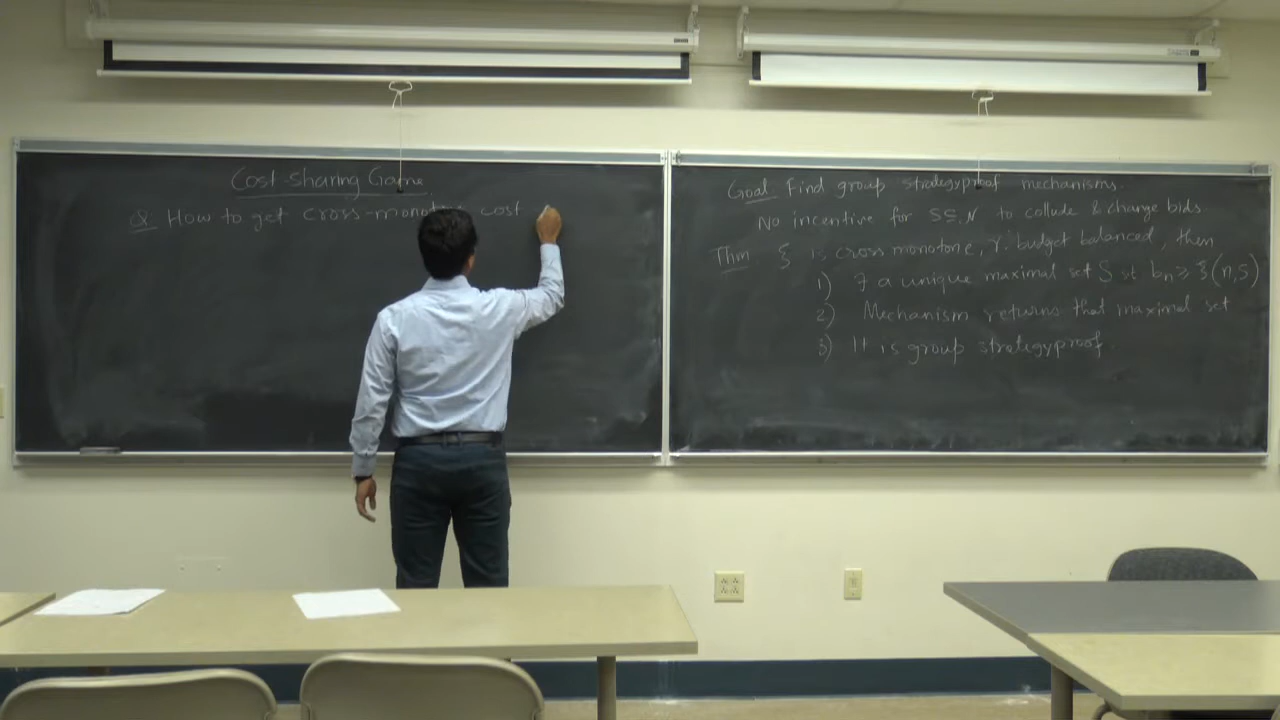 Cost-Sharing Game
Q How to get cross-monotone cost
Goal: Find group strategyproof mechanisms.
No incentive for S⊆N to collude & change bids.
Thm ξ is cross monotone, γ-budget balanced, then
1) ∃ a unique maximal set S st bₙ ≥ ξ(n,S)
2) Mechanism returns that maximal set
3) It is group strategyproof.